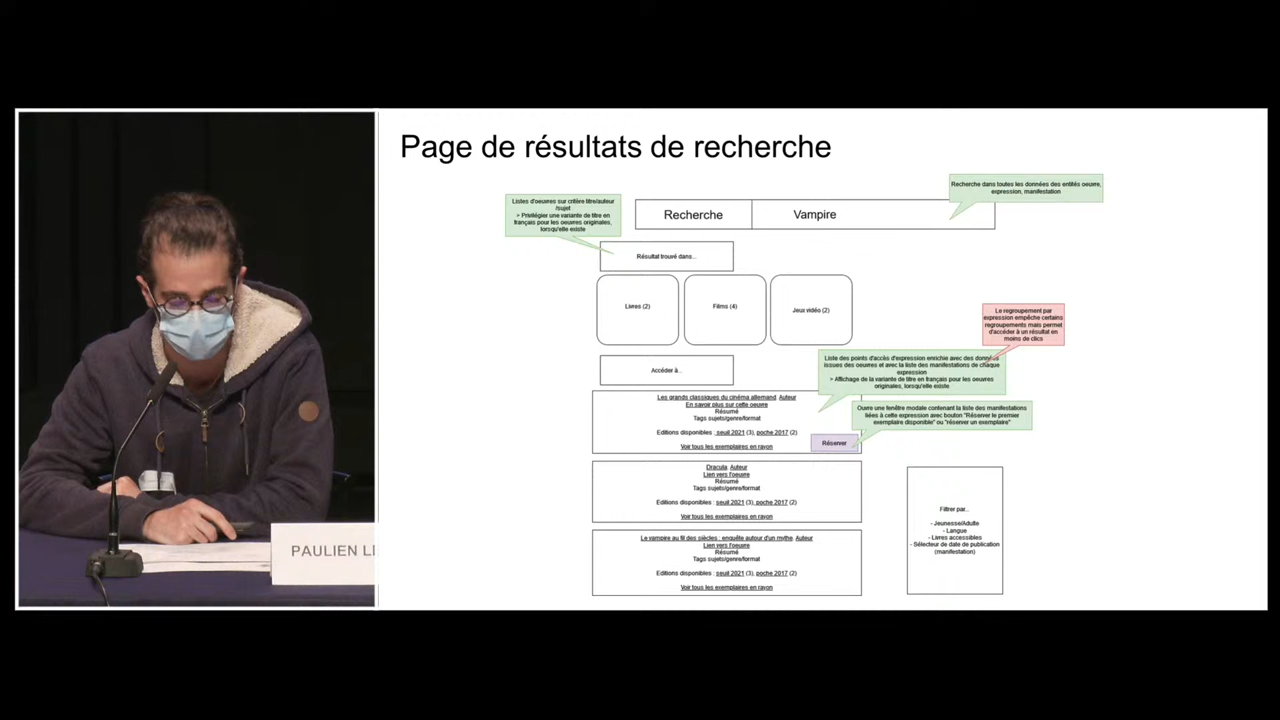 Page de résultats de recherche
Recherche dans toutes les données des entités oeuvre,
expression, manifestation
Listes d'oeuvres sur critère titre/auteur
/sujet
> Privilégier une variante de titre en
français pour les oeuvres originales,
lorsqu'elle existe
Recherche
Vampire
Résultat trouvé dans...
Livres (2)
Films (4)
Jeux vidéo (2)
Le regroupement par
expression empêche certains
regroupements mais permet
d'accéder à un résultat en
moins de clics
Accéder à...
Liste des points d'accès d'expression enrichie avec des données
issues des oeuvres et avec la liste des manifestations de chaque
expression
> Affichage de la variante de titre en français pour les oeuvres
originales, lorsqu'elle existe
Les grands classiques du cinéma allemand, Auteur
En savoir plus sur cette oeuvre
Résumé
Tags sujets/genre/format
Editions disponibles : seuil 2021 (3), poche 2017 (2)
Voir tous les exemplaires en rayon
Ouvre une fenêtre modale contenant la liste des manifestations
liées à cette expression avec bouton "Réserver le premier
exemplaire disponible" ou "réserver un exemplaire"
Réserver
Dracula, Auteur
Lien vers l'oeuvre
Résumé
Tags sujets/genre/format
Editions disponibles : seuil 2021 (3), poche 2017 (2)
Voir tous les exemplaires en rayon
Le vampire au fil des siècles : enquête autour d'un mythe, Auteur
Lien vers l'oeuvre
Résumé
Tags sujets/genre/format
Editions disponibles : seuil 2021 (3), poche 2017 (2)
Voir tous les exemplaires en rayon
Filtrer par...
- Jeunesse/Adulte
- Langue
- Livres accessibles
- Sélecteur de date de publication
(manifestation)
PAULIEN LE